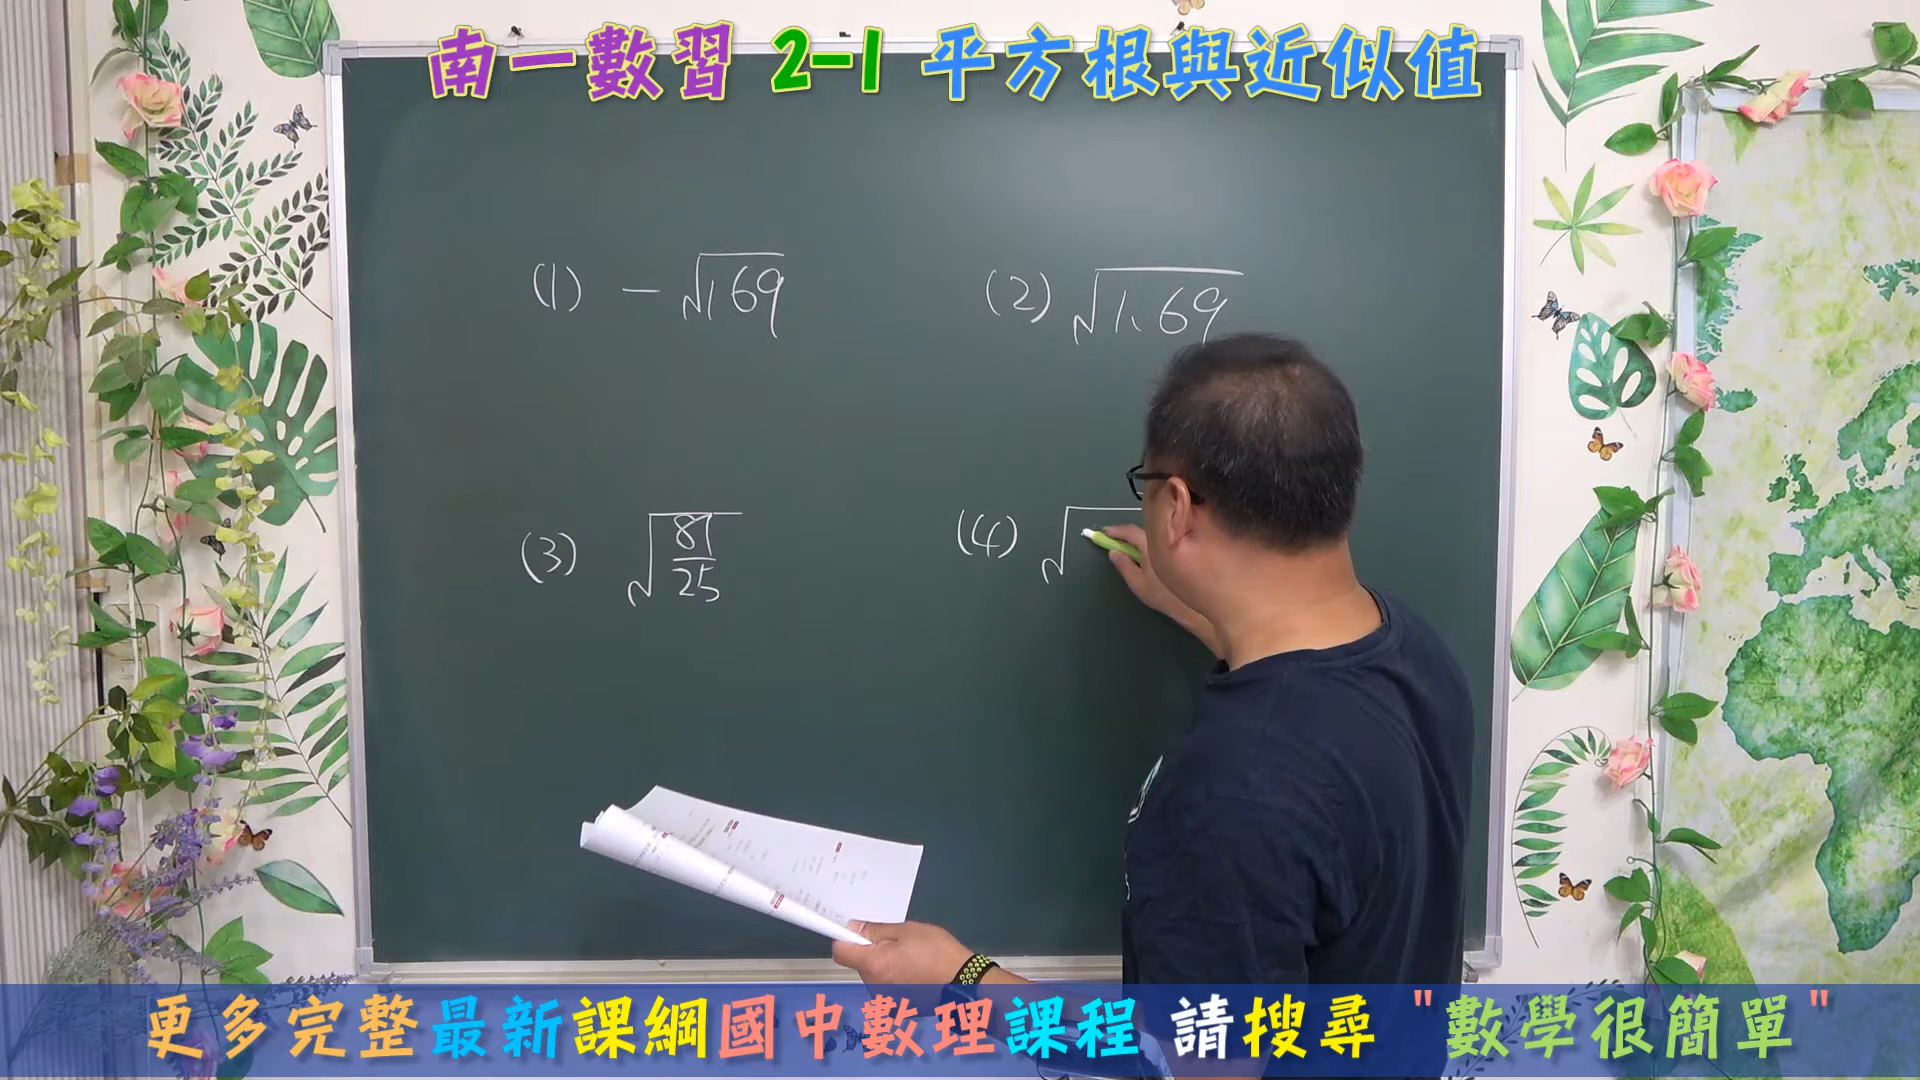 南一數習 2-1 平方根與近似值
(1) -√169
(2) √1.69
(3) √81/25
(4) √
更多完整最新課綱國中數理課程 請搜尋 "數學很簡單"